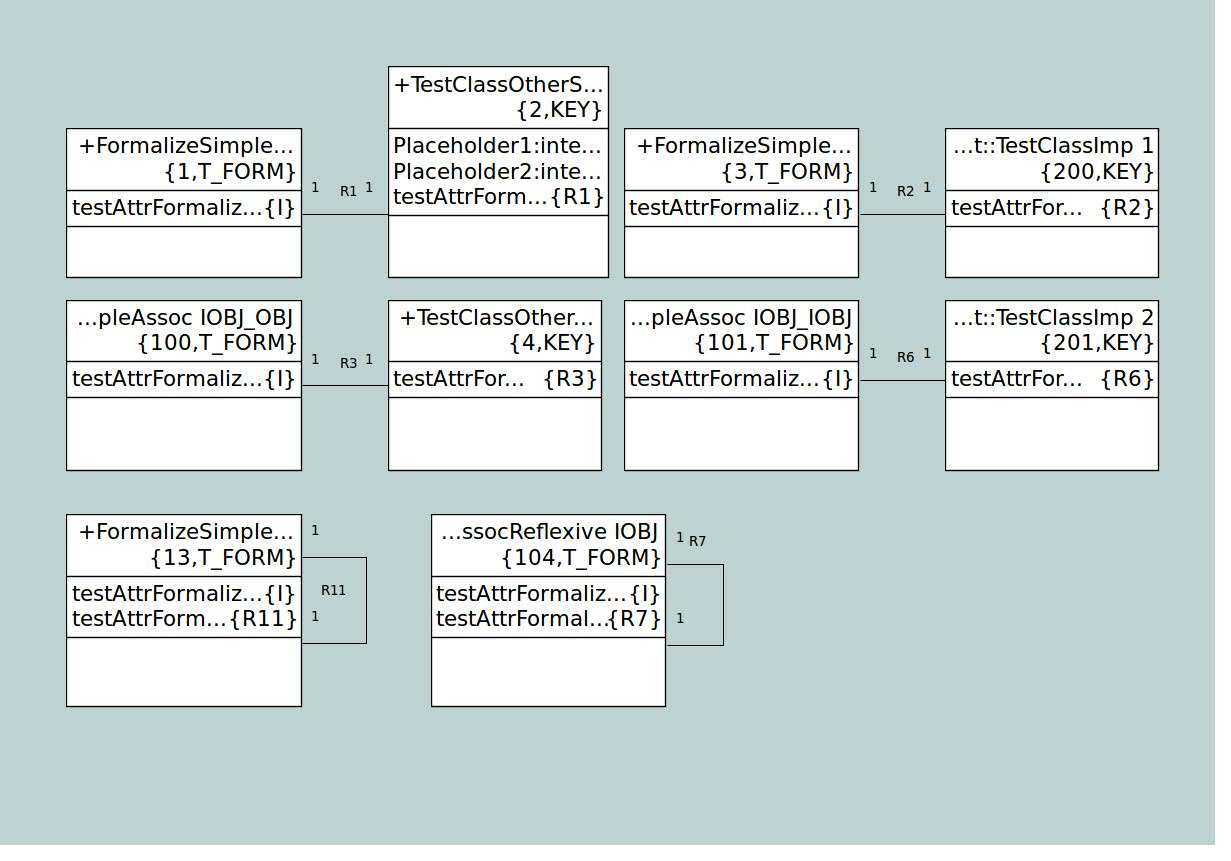 +TestClassOtherS...
{2,KEY}
Placeholder1:inte...
Placeholder2:inte...
testAttrForm... {R1}
+FormalizeSimple...
{1,T_FORM}
testAttrFormaliz... {I}
1 R1 1
+FormalizeSimple...
{3,T_FORM}
testAttrFormaliz... {I}
1 R2 1
...t::TestClassImp 1
{200,KEY}
testAttrFor... {R2}
...pleAssoc IOBJ_OBJ
{100,T_FORM}
testAttrFormaliz... {I}
1 R3 1
+TestClassOther...
{4,KEY}
testAttrFor... {R3}
...pleAssoc IOBJ_IOBJ
{101,T_FORM}
testAttrFormaliz... {I}
1 R6 1
...t::TestClassImp 2
{201,KEY}
testAttrFor... {R6}
+FormalizeSimple...
{13,T_FORM}
testAttrFormaliz... {I}
testAttrForm... {R11}
1
R11
1
...ssocReflexive IOBJ
{104,T_FORM}
testAttrFormaliz... {I}
testAttrFormal... {R7}
1 R7
1